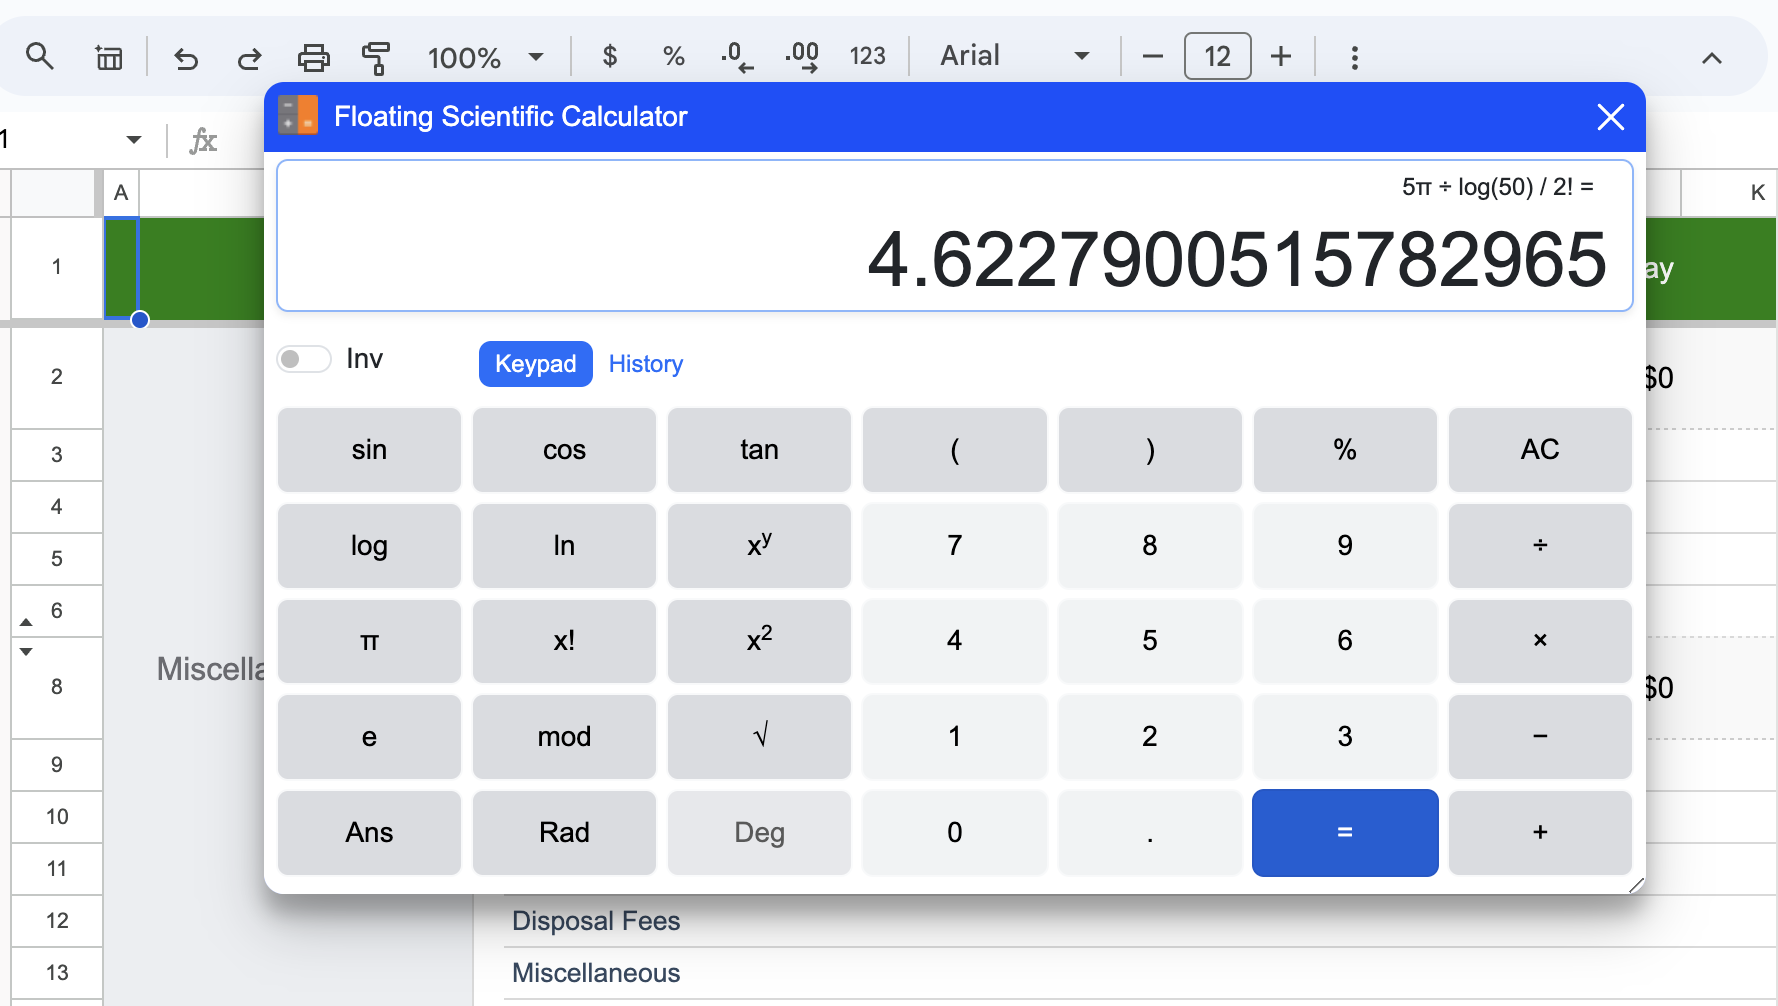 100% $ % .0 .00 123 Arial 12
1 fx
Floating Scientific Calculator
5π ÷ log(50) / 2! =
4.6227900515782965
A K
1 ay
Inv Keypad History
2 $0
sin cos tan ( ) % AC
3
4
log ln xʸ 7 8 9 ÷
5
6
π x! x² 4 5 6 ×
8 Miscella $0
e mod √ 1 2 3 −
9
10
Ans Rad Deg 0 . = +
11
12 Disposal Fees
13 Miscellaneous